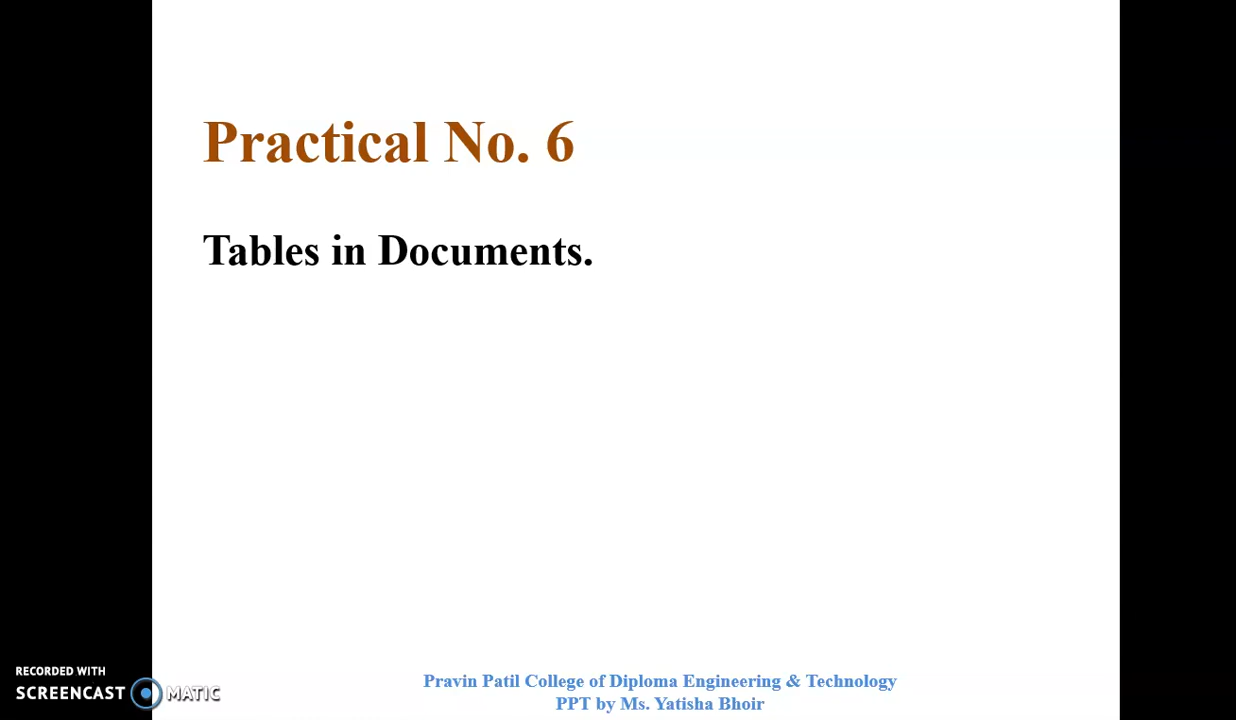 Practical No. 6
Tables in Documents.
RECORDED WITH
SCREENCAST MATIC
Pravin Patil College of Diploma Engineering & Technology
PPT by Ms. Yatisha Bhoir